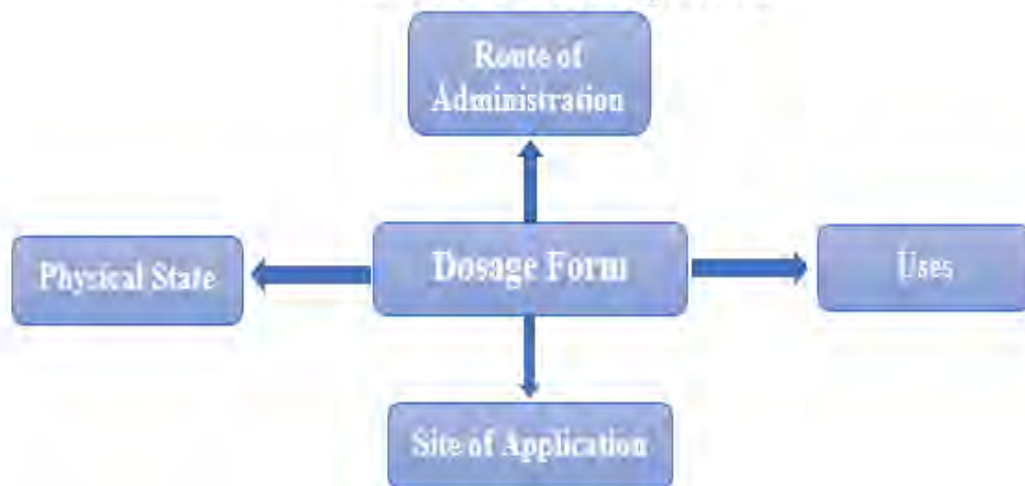 Route of
Administration
Physical State
Dosage Form
Uses
Site of Application